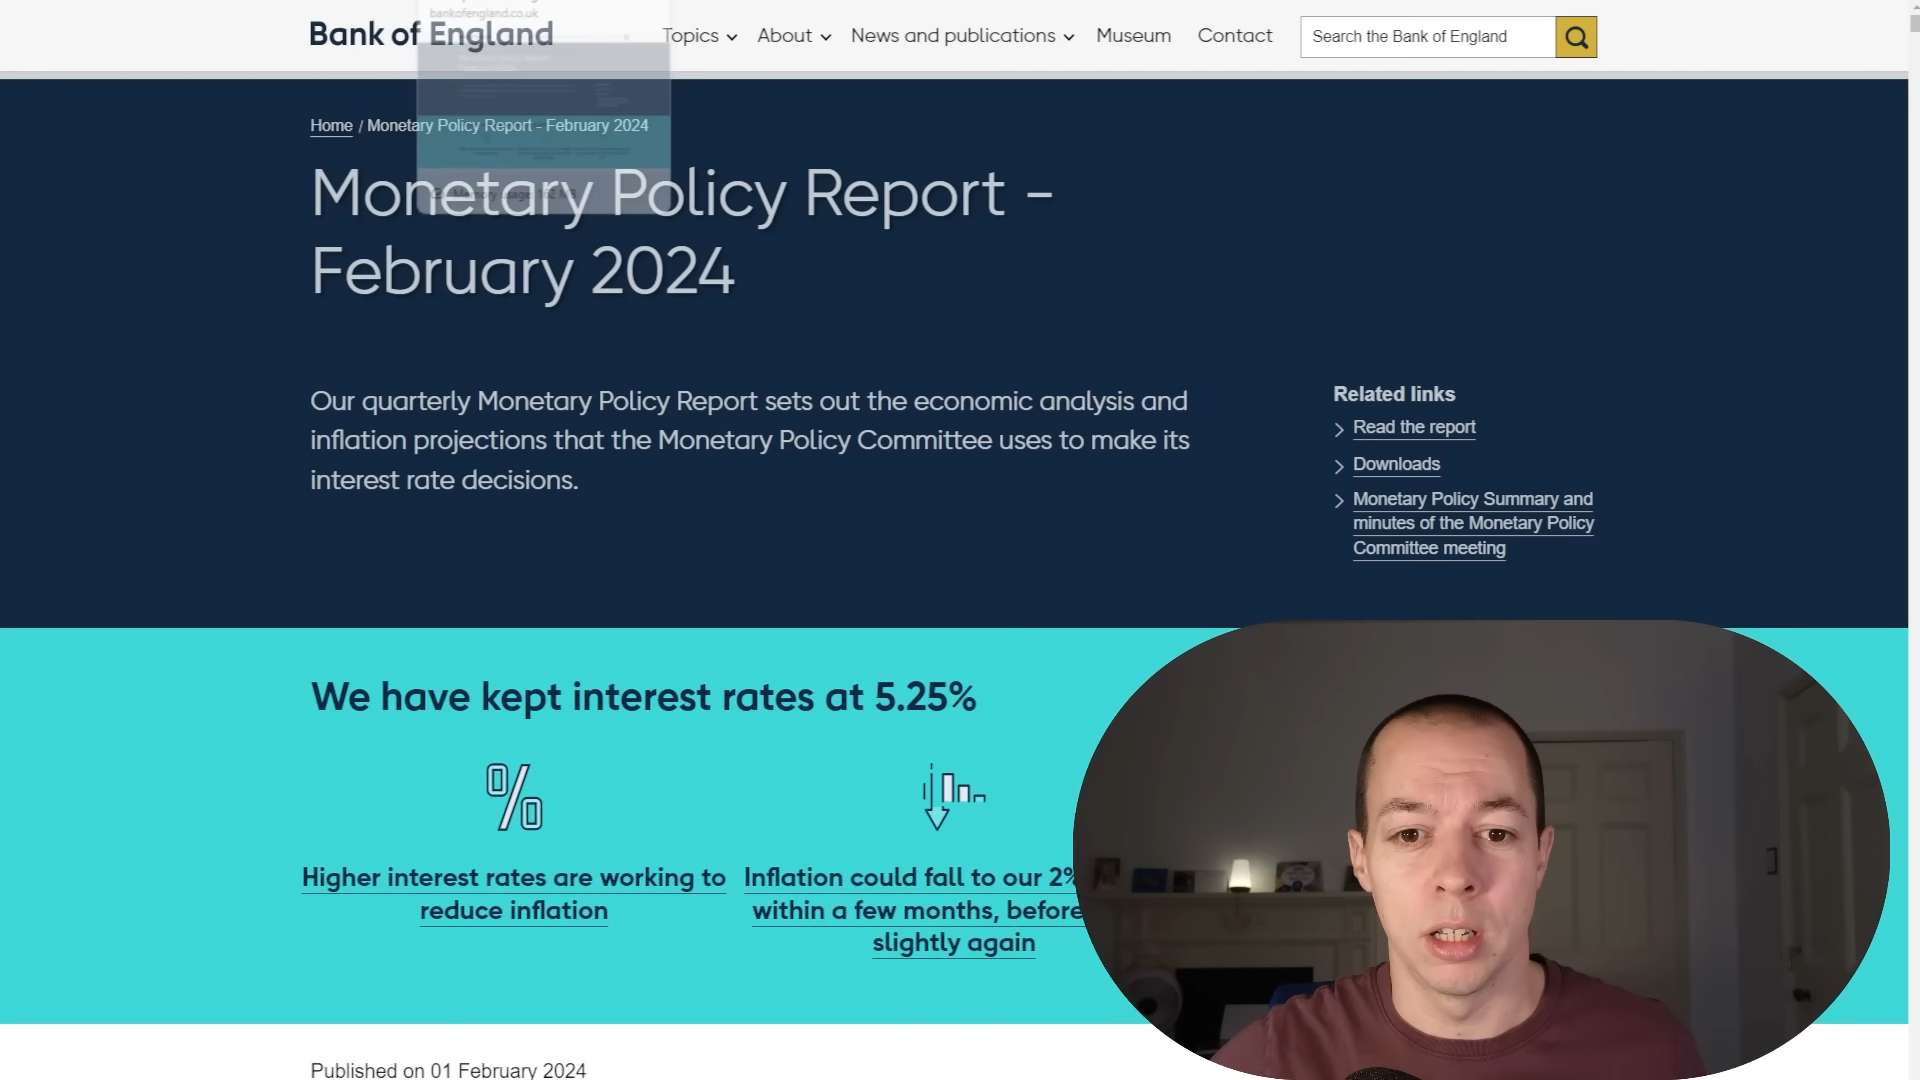 bankofengland.co.uk
Bank of England
Topics
About
News and publications
Museum
Contact
Search the Bank of England
Home / Monetary Policy Report - February 2024
Monetary Policy Report -
February 2024
Our quarterly Monetary Policy Report sets out the economic analysis and
inflation projections that the Monetary Policy Committee uses to make its
interest rate decisions.
Related links
Read the report
Downloads
Monetary Policy Summary and
minutes of the Monetary Policy
Committee meeting
We have kept interest rates at 5.25%
Higher interest rates are working to
reduce inflation
Inflation could fall to our 2%
within a few months, before
slightly again
Published on 01 February 2024